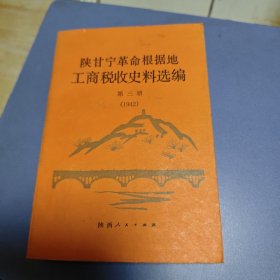 陕甘宁革命根据地
工商税收史料选编
第三册
(1942)
陕西人民出版社